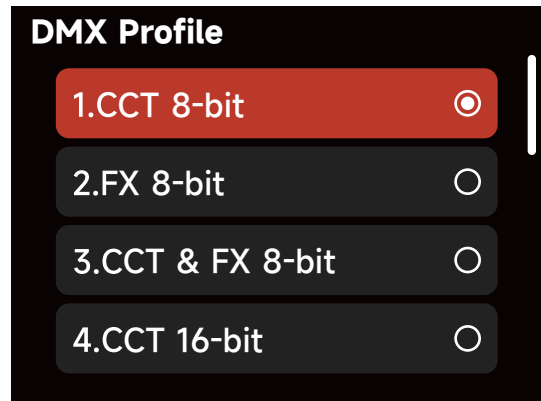 DMX Profile
1.CCT 8-bit
2.FX 8-bit
3.CCT & FX 8-bit
4.CCT 16-bit